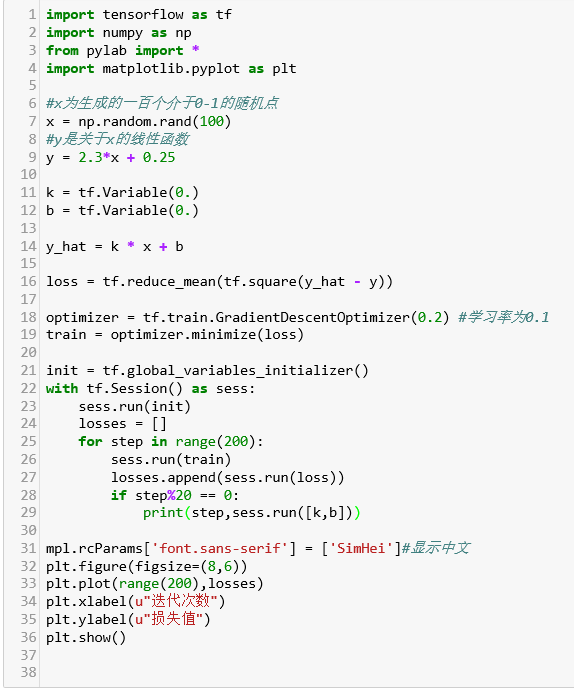 1 import tensorflow as tf
2 import numpy as np
3 from pylab import *
4 import matplotlib.pyplot as plt
5
6 #x为生成的一百个介于0-1的随机点
7 x = np.random.rand(100)
8 #y是关于x的线性函数
9 y = 2.3*x + 0.25
10
11 k = tf.Variable(0.)
12 b = tf.Variable(0.)
13
14 y_hat = k * x + b
15
16 loss = tf.reduce_mean(tf.square(y_hat - y))
17
18 optimizer = tf.train.GradientDescentOptimizer(0.2) #学习率为0.1
19 train = optimizer.minimize(loss)
20
21 init = tf.global_variables_initializer()
22 with tf.Session() as sess:
23     sess.run(init)
24     losses = []
25     for step in range(200):
26         sess.run(train)
27         losses.append(sess.run(loss))
28         if step%20 == 0:
29             print(step,sess.run([k,b]))
30
31 mpl.rcParams['font.sans-serif'] = ['SimHei']#显示中文
32 plt.figure(figsize=(8,6))
33 plt.plot(range(200),losses)
34 plt.xlabel(u"迭代次数")
35 plt.ylabel(u"损失值")
36 plt.show()
37
38